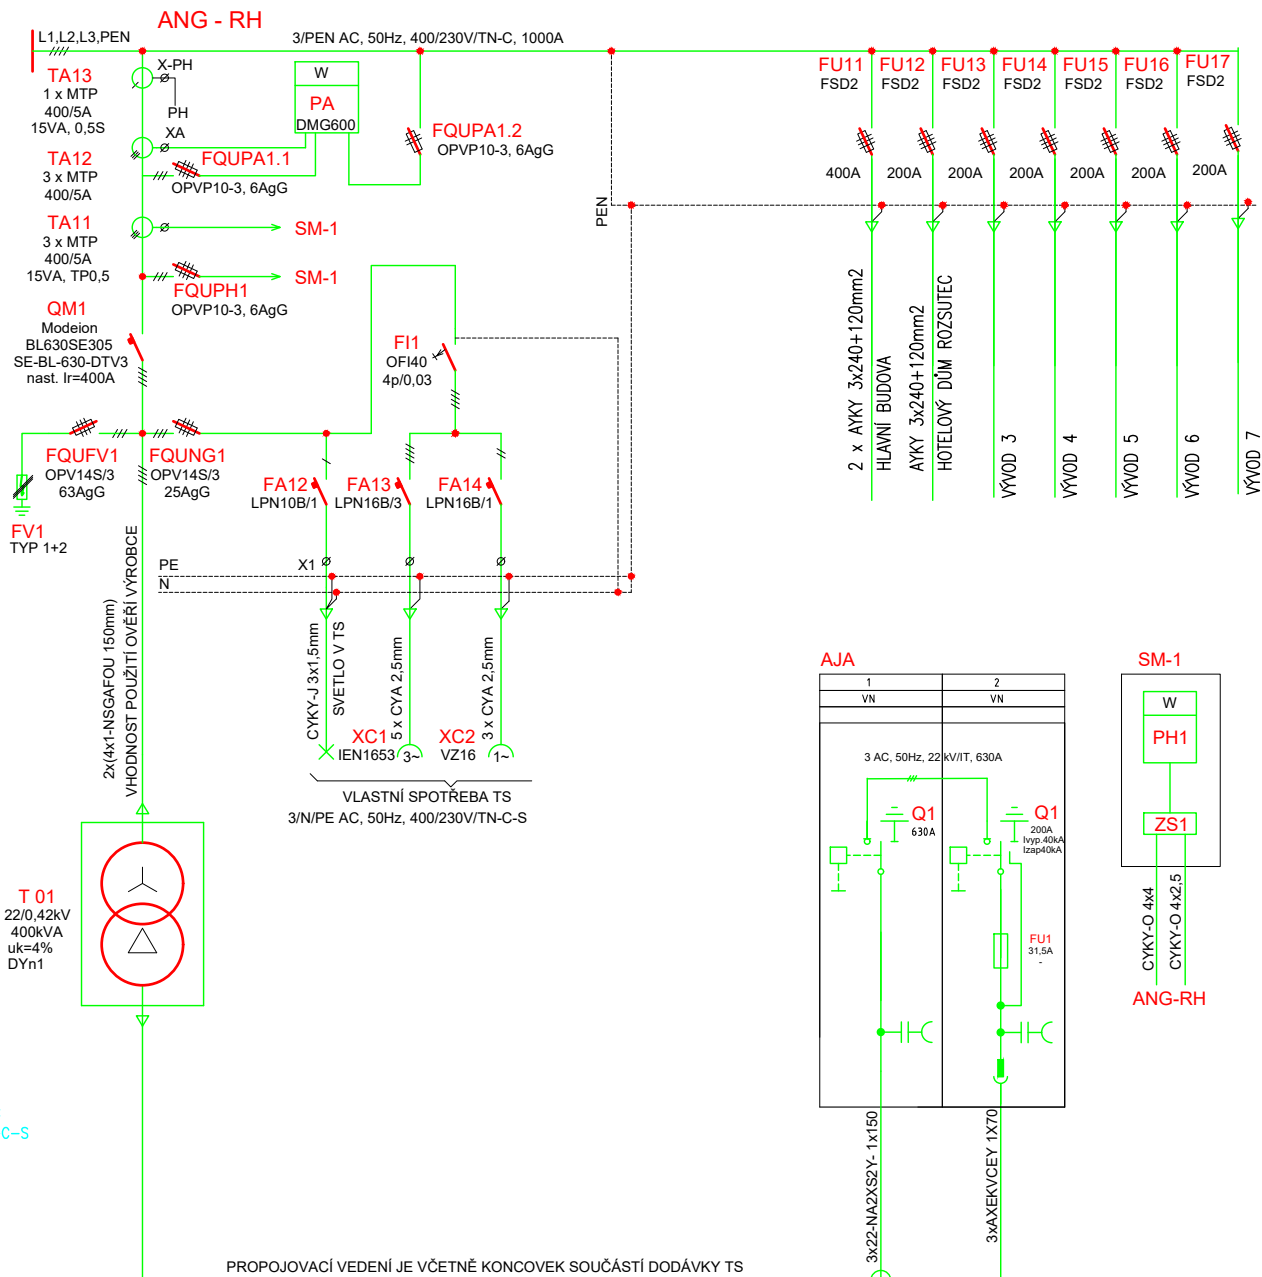 ANG - RH
L1,L2,L3,PEN
3/PEN AC, 50Hz, 400/230V/TN-C, 1000A
TA13
1 x MTP
400/5A
15VA, 0,5S
X-PH
PH
XA
W
PA
DMG600
FQUPA1.2
OPVP10-3, 6AgG
TA12
3 x MTP
400/5A
FQUPA1.1
OPVP10-3, 6AgG
TA11
3 x MTP
400/5A
15VA, TP0,5
SM-1
SM-1
FQUPH1
OPVP10-3, 6AgG
QM1
Modeion
BL630SE305
SE-BL-630-DTV3
nast. Ir=400A
FI1
OFI40
4p/0,03
FQUFV1
OPV14S/3
63AgG
FQUNG1
OPV14S/3
25AgG
FV1
TYP 1+2
FA12
LPN10B/1
FA13
LPN16B/3
FA14
LPN16B/1
PE
N
X1
PEN
FU11
FSD2
400A
FU12
FSD2
200A
FU13
FSD2
200A
FU14
FSD2
200A
FU15
FSD2
200A
FU16
FSD2
200A
FU17
FSD2
200A
2 x AYKY 3x240+120mm2
HLAVNÍ BUDOVA
AYKY 3x240+120mm2
HOTELOVÝ DŮM ROZSUTEC
VÝVOD 3
VÝVOD 4
VÝVOD 5
VÝVOD 6
VÝVOD 7
2x(4x1-NSGAFOU 150mm)
VHODNOST POUŽITÍ OVĚŘÍ VÝROBCE
CYKY-J 3x1,5mm
SVETLO V TS
5 x CYA 2,5mm
3 x CYA 2,5mm
XC1
IEN1653
3~
XC2
VZ16
1~
VLASTNÍ SPOTŘEBA TS
3/N/PE AC, 50Hz, 400/230V/TN-C-S
T 01
22/0,42kV
400kVA
uk=4%
DYn1
AJA
1
2
VN
VN
3 AC, 50Hz, 22 kV/IT, 630A
Q1
630A
Q1
200A
Ivyp.40kA
Izap40kA
FU1
31,5A
-
3x22-NA2XS2Y- 1x150
3xAXEKVCEY 1X70
SM-1
W
PH1
ZS1
CYKY-O 4x4
CYKY-O 4x2,5
ANG-RH
C-S
PROPOJOVACÍ VEDENÍ JE VČETNĚ KONCOVEK SOUČÁSTÍ DODÁVKY TS